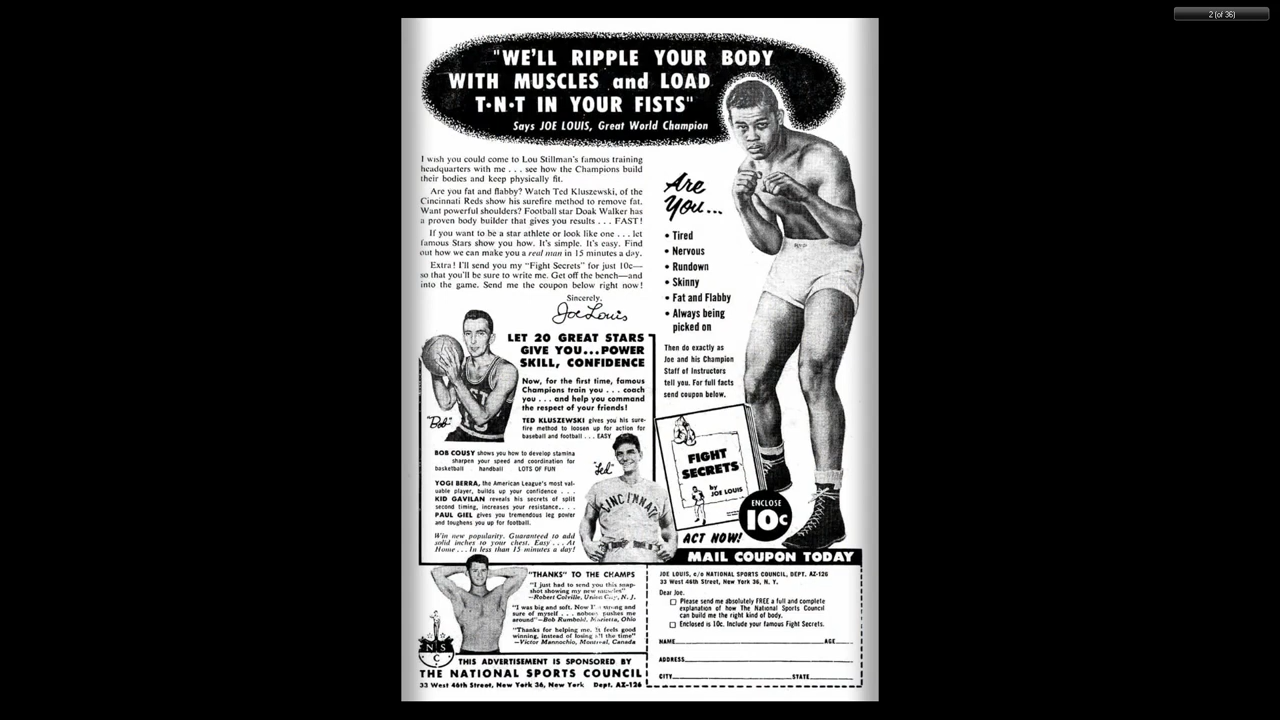 2 (of 36)
"WE'LL RIPPLE YOUR BODY
WITH MUSCLES and LOAD
T•N•T IN YOUR FISTS"
Says JOE LOUIS, Great World Champion
I wish you could come to Lou Stillman's famous training
headquarters with me . . . see how the Champions build
their bodies and keep physically fit.
Are you fat and flabby? Watch Ted Kluszewski, of the
Cincinnati Reds show his surefire method to remove fat.
Want powerful shoulders? Football star Doak Walker has
a proven body builder that gives you results . . . FAST!
If you want to be a star athlete or look like one . . . let
famous Stars show you how. It's simple. It's easy. Find
out how we can make you a real man in 15 minutes a day.
Extra! I'll send you my "Fight Secrets" for just 10c—
so that you'll be sure to write me. Get off the bench—and
into the game. Send me the coupon below right now!
Sincerely,
Joe Louis
Are
You...
• Tired
• Nervous
• Rundown
• Skinny
• Fat and Flabby
• Always being
picked on
Then do exactly as
Joe and his Champion
Staff of Instructors
tell you. For full facts
send coupon below.
LET 20 GREAT STARS
GIVE YOU...POWER
SKILL, CONFIDENCE
Now, for the first time, famous
Champions train you . . . coach
you . . . and help you command
the respect of your friends!
"Bob"
TED KLUSZEWSKI gives you his sure-
fire method to loosen up for action for
baseball and football . . . EASY
BOB COUSY shows you how to develop stamina
sharpen your speed and coordination for
basketball handball LOTS OF FUN
"Ted"
CINCINNATI
YOGI BERRA, the American League's most val-
uable player, builds up your confidence . . .
KID GAVILAN reveals his secrets of split
second timing, increases your resistance. . .
PAUL GIEL gives you tremendous leg power
and toughens you up for football.
Win new popularity. Guaranteed to add
solid inches to your chest. Easy . . . At
Home . . . In less than 15 minutes a day!
FIGHT
SECRETS
by
JOE LOUIS
ENCLOSE
10c
ACT NOW!
MAIL COUPON TODAY
"THANKS" TO THE CHAMPS
"I just had to send you this snap-
shot showing my new muscles"
—Robert Colville, Union City, N. J.
"I was big and soft. Now I'm strong and
sure of myself . . . nobody pushes me
around"—Bob Rumbold, Marietta, Ohio
"Thanks for helping me. It feels good
winning, instead of losing all the time"
—Victor Mannochio, Montreal, Canada
N S
C
THIS ADVERTISEMENT IS SPONSORED BY
THE NATIONAL SPORTS COUNCIL
33 West 46th Street, New York 36, New York Dept. AZ-126
JOE LOUIS, c/o NATIONAL SPORTS COUNCIL, DEPT. AZ-126
33 West 46th Street, New York 36, N. Y.
Dear Joe.
Please send me absolutely FREE a full and complete
explanation of how The National Sports Council
can build me the right kind of body.
Enclosed is 10c. Include your famous Fight Secrets.
NAME AGE
ADDRESS
CITY STATE